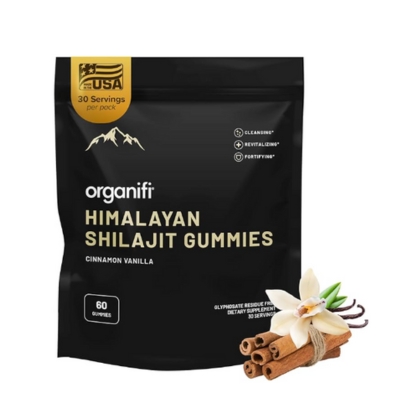 USA
30 Servings
per pack
CLEANSING*
REVITALIZING*
FORTIFYING*
organifi
HIMALAYAN
SHILAJIT GUMMIES
CINNAMON VANILLA
60
GUMMIES
GLYPHOSATE RESIDUE FREE
DIETARY SUPPLEMENT
30 SERVINGS